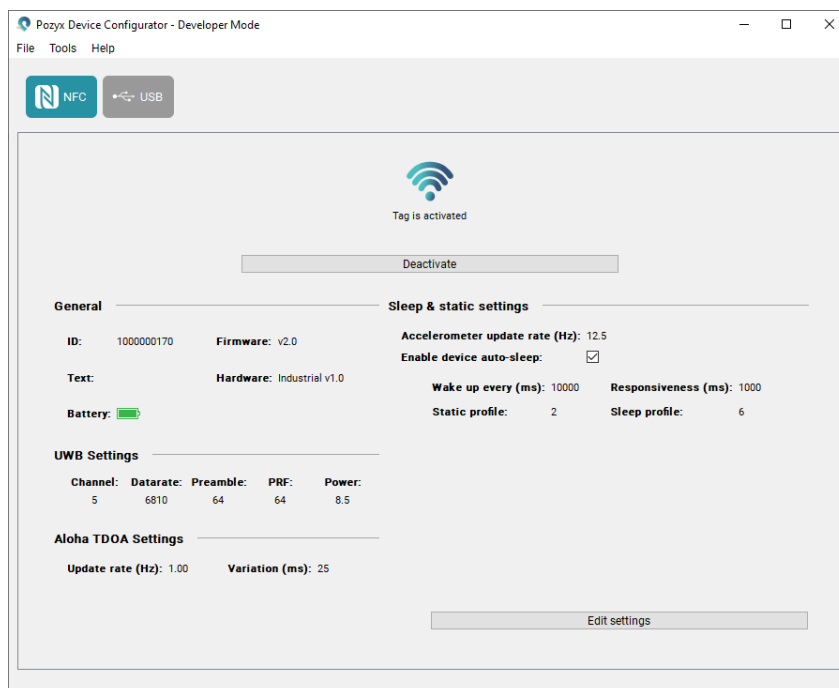 Pozyx Device Configurator - Developer Mode
File Tools Help
NFC USB
Tag is activated
Deactivate
General
ID: 1000000170 Firmware: v2.0
Text: Hardware: Industrial v1.0
Battery:
UWB Settings
Channel: Datarate: Preamble: PRF: Power:
5 6810 64 64 8.5
Aloha TDOA Settings
Update rate (Hz): 1.00 Variation (ms): 25
Sleep & static settings
Accelerometer update rate (Hz): 12.5
Enable device auto-sleep:
Wake up every (ms): 10000 Responsiveness (ms): 1000
Static profile: 2 Sleep profile: 6
Edit settings